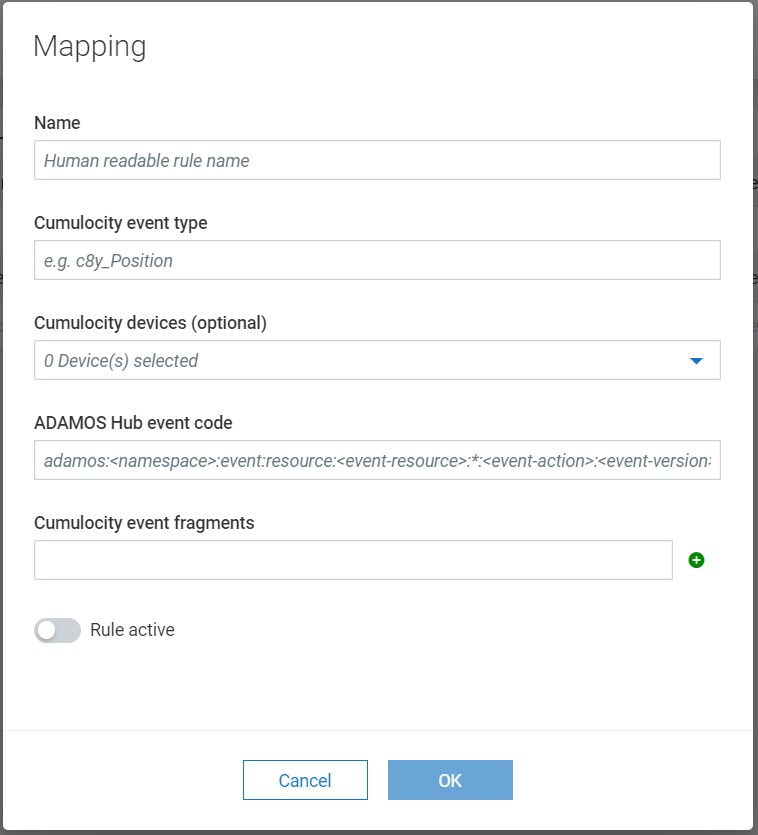 Mapping
Name
Human readable rule name
Cumulocity event type
e.g. c8y_Position
Cumulocity devices (optional)
0 Device(s) selected
ADAMOS Hub event code
adamos:<namespace>:event:resource:<event-resource>:*:<event-action>:<event-version>
Cumulocity event fragments
Rule active
Cancel
OK